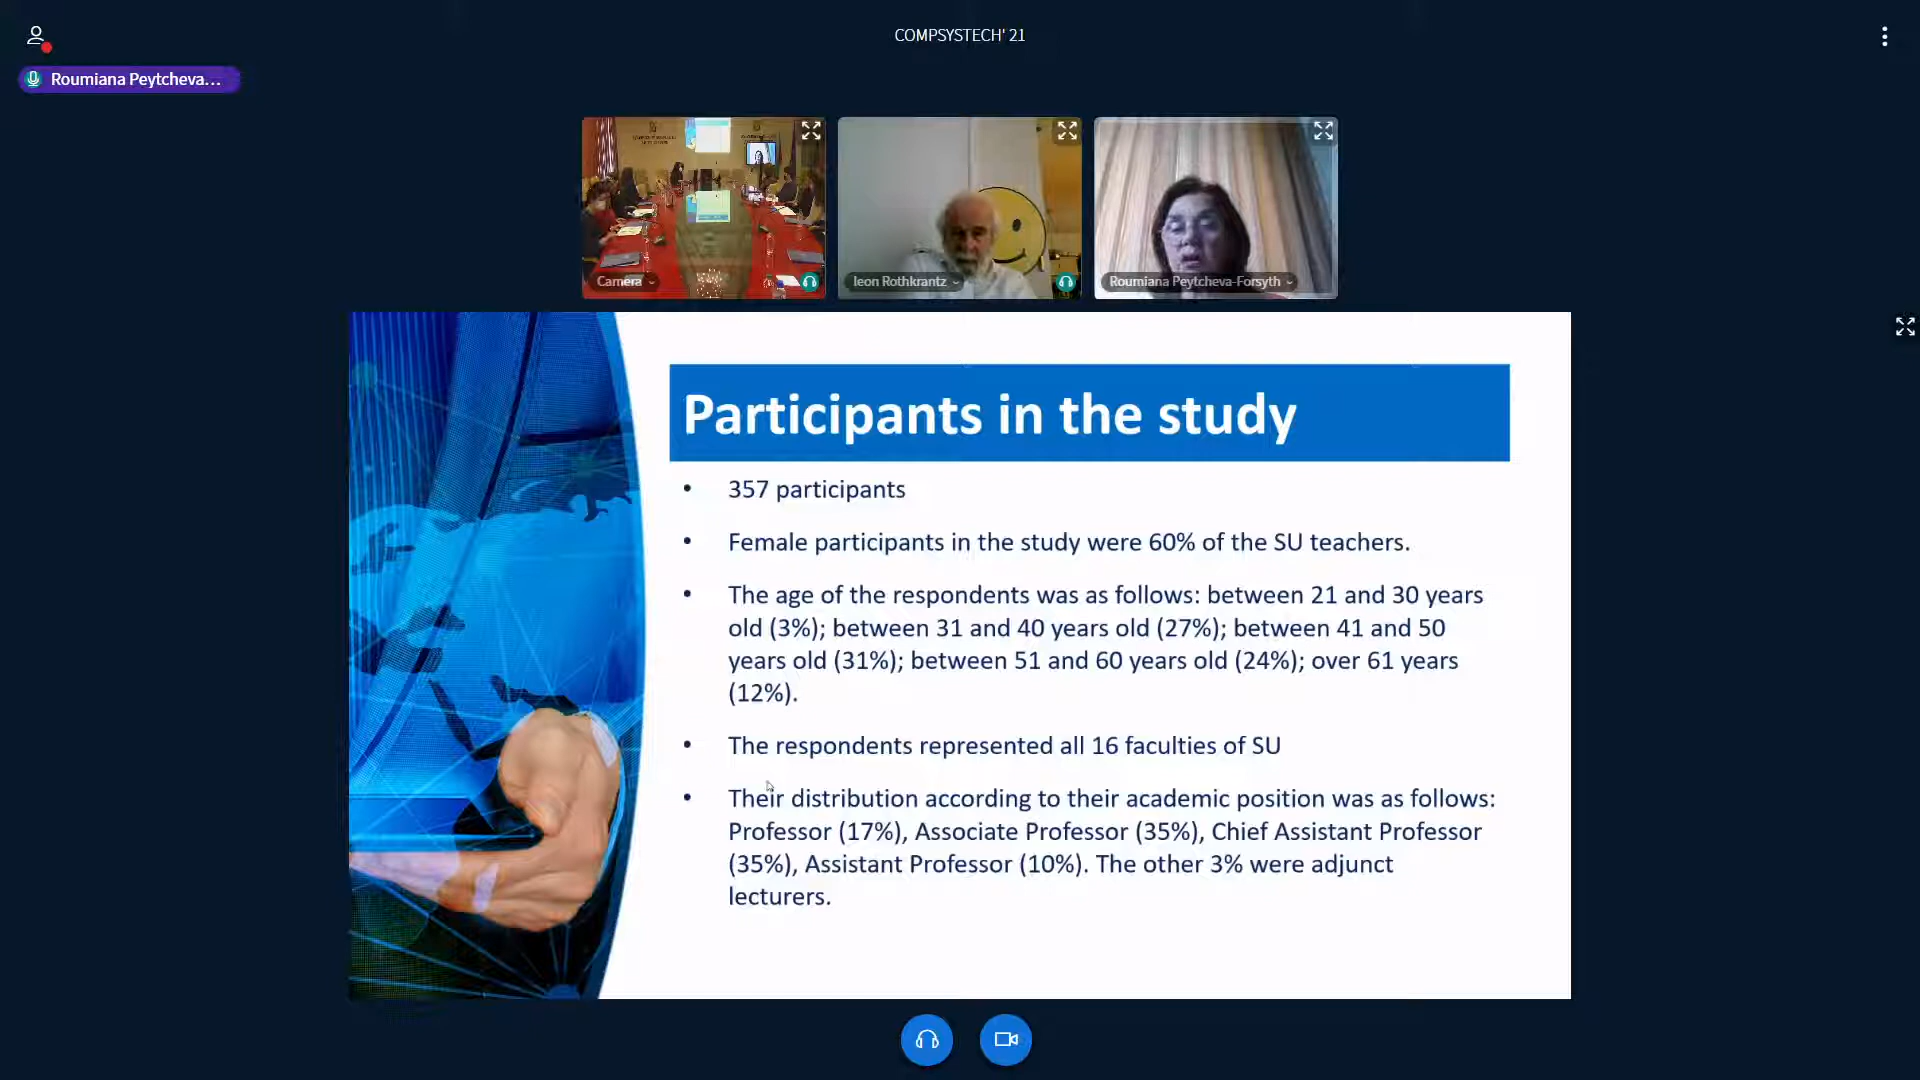 COMPSYSTECH' 21
Roumiana Peytcheva...
Camera
leon Rothkrantz
Roumiana Peytcheva-Forsyth
Participants in the study
• 357 participants
• Female participants in the study were 60% of the SU teachers.
• The age of the respondents was as follows: between 21 and 30 years
old (3%); between 31 and 40 years old (27%); between 41 and 50
years old (31%); between 51 and 60 years old (24%); over 61 years
(12%).
• The respondents represented all 16 faculties of SU
• Their distribution according to their academic position was as follows:
Professor (17%), Associate Professor (35%), Chief Assistant Professor
(35%), Assistant Professor (10%). The other 3% were adjunct
lecturers.